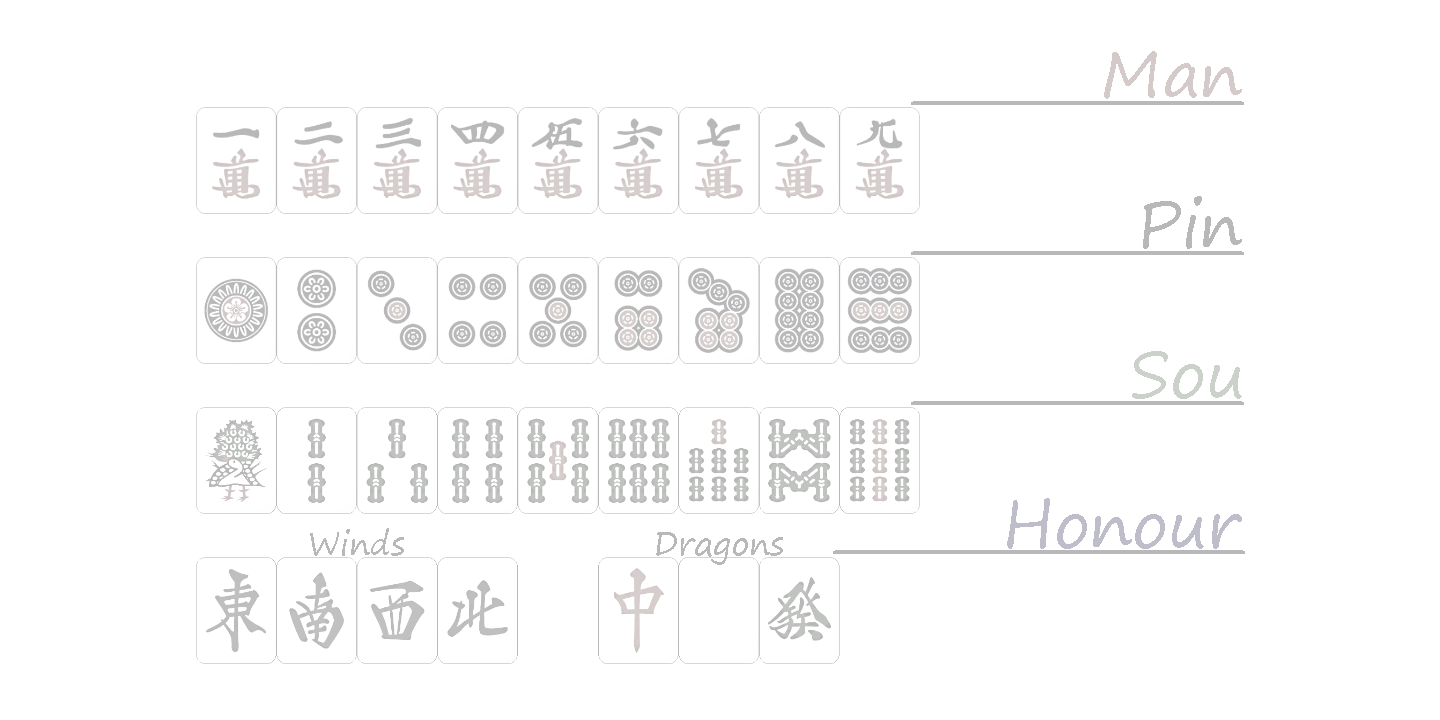 Man
一 二 三 四 伍 六 七 八 九
萬 萬 萬 萬 萬 萬 萬 萬 萬
Pin
Sou
Honour
Winds Dragons
東 南 西 北 中 發